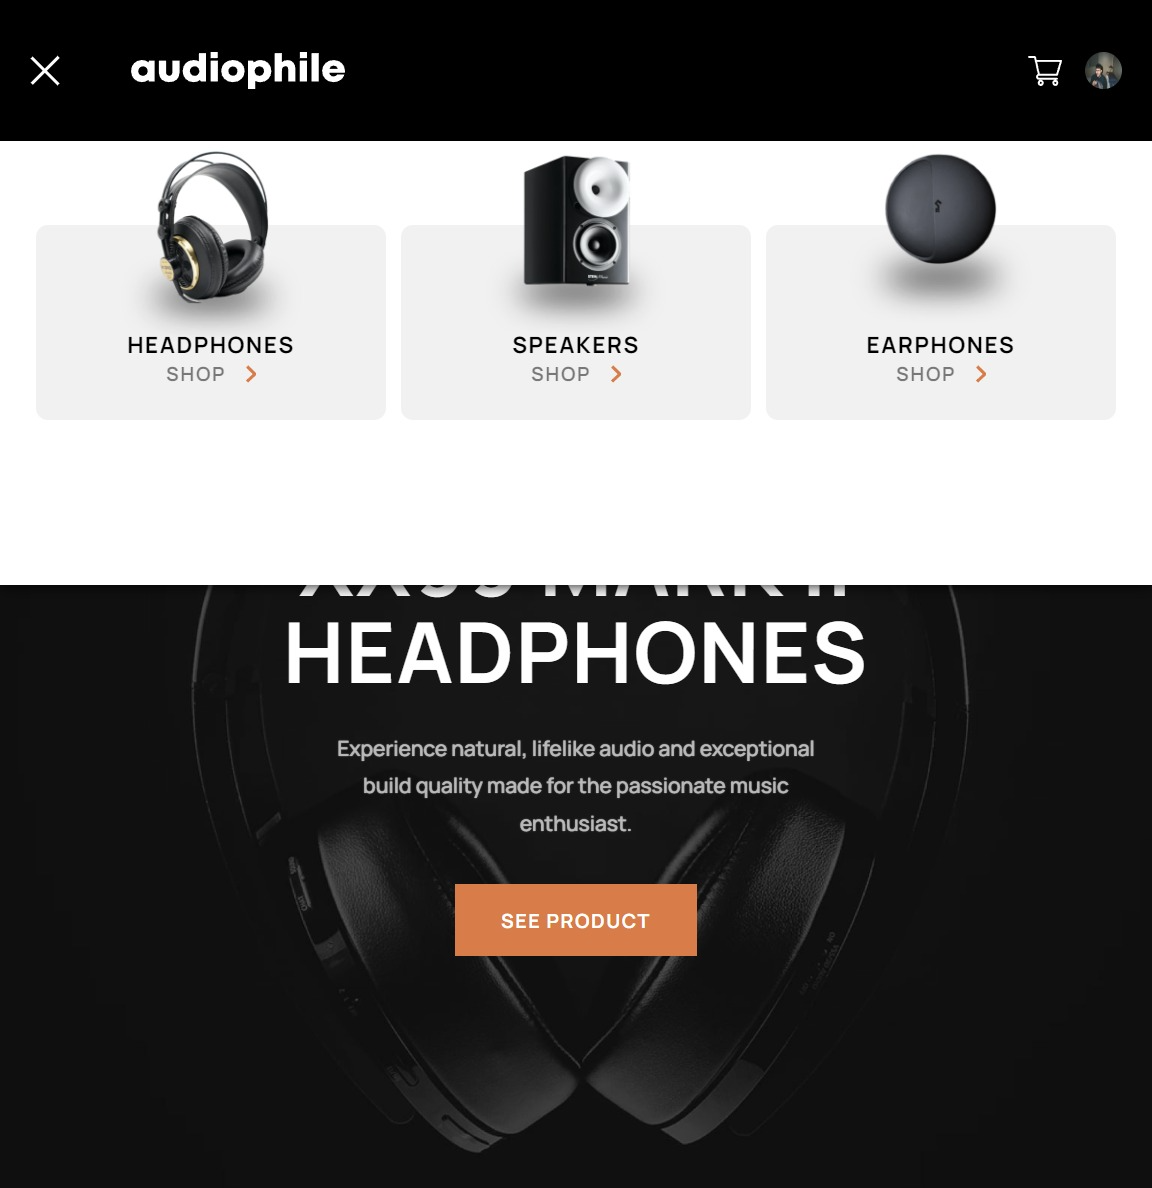 audiophile
HEADPHONES
SHOP
SPEAKERS
SHOP
EARPHONES
SHOP
HEADPHONES
Experience natural, lifelike audio and exceptional
build quality made for the passionate music
enthusiast.
SEE PRODUCT